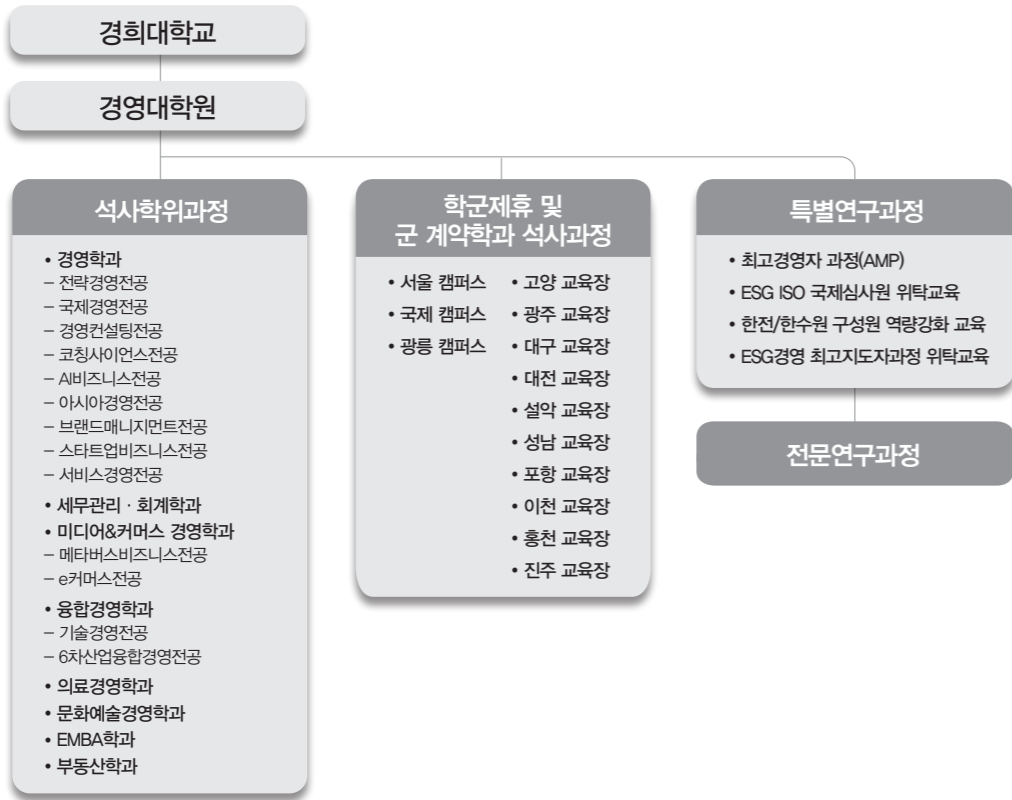 경희대학교
경영대학원
석사학위과정
• 경영학과
– 전략경영전공
– 국제경영전공
– 경영컨설팅전공
– 코칭사이언스전공
– AI비즈니스전공
– 아시아경영전공
– 브랜드매니지먼트전공
– 스타트업비즈니스전공
– 서비스경영전공
• 세무관리 · 회계학과
• 미디어&커머스 경영학과
– 메타버스비즈니스전공
– e커머스전공
• 융합경영학과
– 기술경영전공
– 6차산업융합경영전공
• 의료경영학과
• 문화예술경영학과
• EMBA학과
• 부동산학과
학군제휴 및
군 계약학과 석사과정
• 서울 캠퍼스
• 국제 캠퍼스
• 광릉 캠퍼스
• 고양 교육장
• 광주 교육장
• 대구 교육장
• 대전 교육장
• 설악 교육장
• 성남 교육장
• 포항 교육장
• 이천 교육장
• 홍천 교육장
• 진주 교육장
특별연구과정
• 최고경영자 과정(AMP)
• ESG ISO 국제심사원 위탁교육
• 한전/한수원 구성원 역량강화 교육
• ESG경영 최고지도자과정 위탁교육
전문연구과정